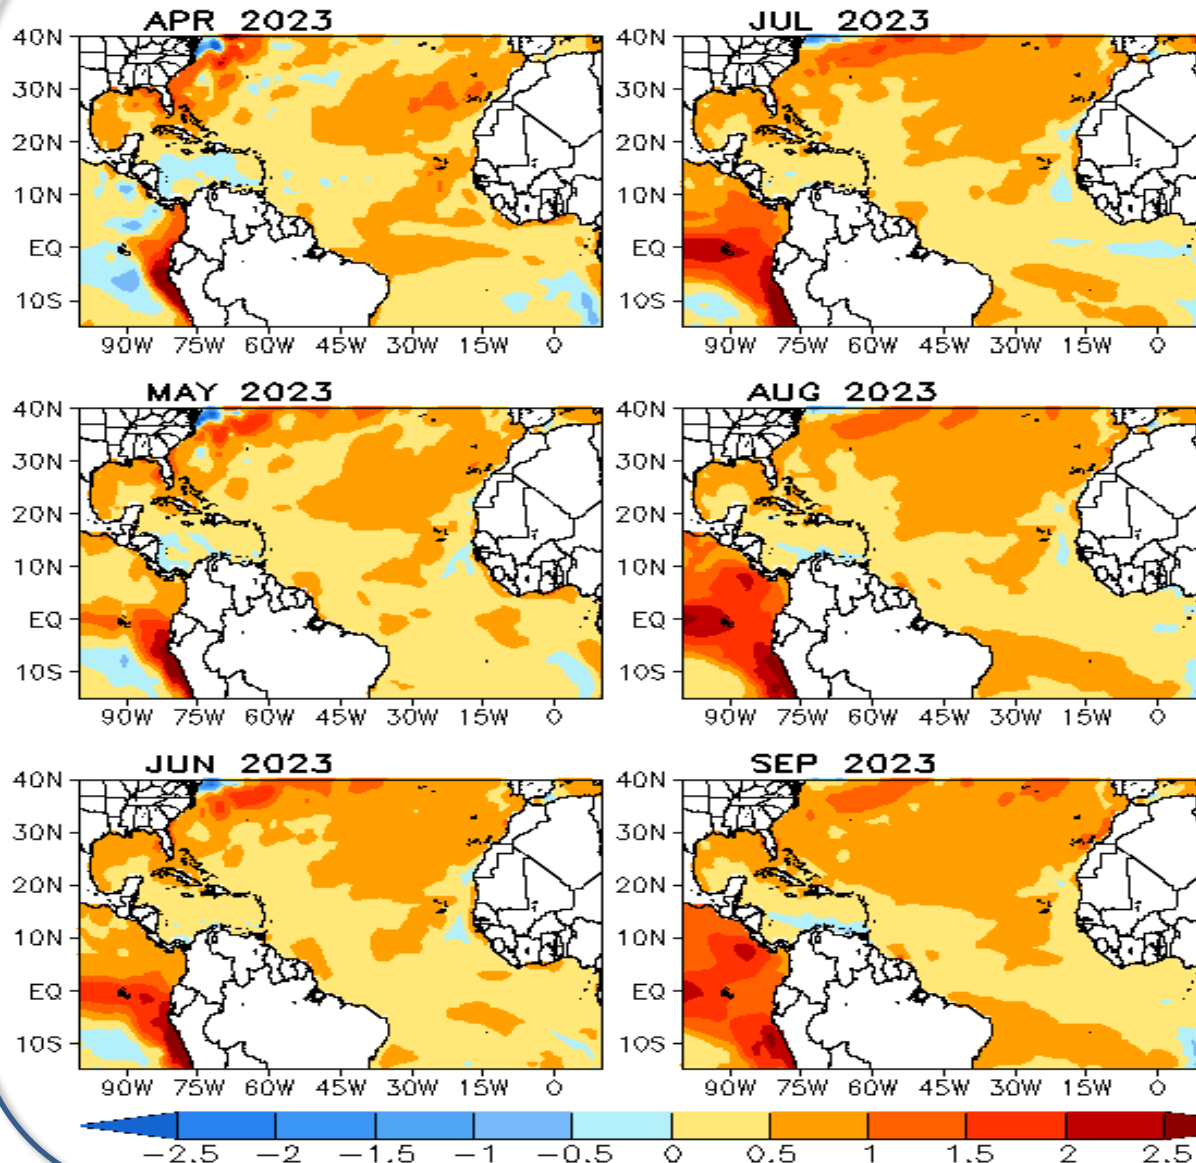 APR 2023 JUL 2023
40N 40N
30N 30N
20N 20N
10N 10N
EQ EQ
10S 10S
90W 75W 60W 45W 30W 15W 0 90W 75W 60W 45W 30W 15W 0
MAY 2023 AUG 2023
40N 40N
30N 30N
20N 20N
10N 10N
EQ EQ
10S 10S
90W 75W 60W 45W 30W 15W 0 90W 75W 60W 45W 30W 15W 0
JUN 2023 SEP 2023
40N 40N
30N 30N
20N 20N
10N 10N
EQ EQ
10S 10S
90W 75W 60W 45W 30W 15W 0 90W 75W 60W 45W 30W 15W 0
-2.5 -2 -1.5 -1 -0.5 0 0.5 1 1.5 2 2.5